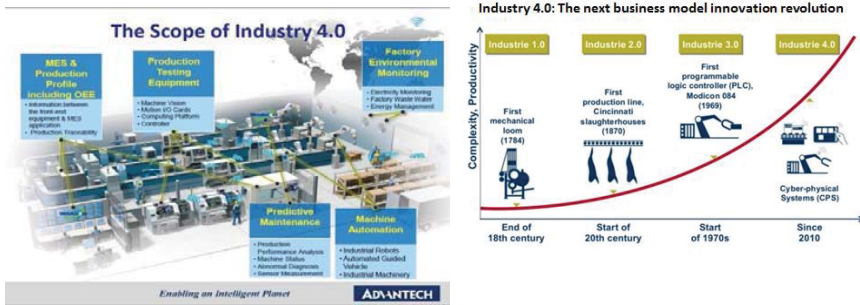 The Scope of Industry 4.0
MES &
Production
Profile
including OEE
• Information between
the front-end
equipment & MES
application
• Production Traceability
Production
Testing
Equipment
• Machine Vision
• Motion I/O Cards
• Computing Platform
• Controller
Factory
Environmental
Monitoring
• Electricity Monitoring
• Factory Waste Water
• Energy Management
Predictive
Maintenance
• Production
Performance Analysis
• Machine Status
• Abnormal Diagnosis
• Sensor Measurement
Machine
Automation
• Industrial Robots
• Automated Guided
Vehicle
• Industrial Machinery
Enabling an Intelligent Planet
ADVANTECH
Industry 4.0: The next business model innovation revolution
Complexity, Productivity
Industrie 1.0
Industrie 2.0
Industrie 3.0
Industrie 4.0
First
mechanical
loom
(1784)
First
production line,
Cincinnati
slaughterhouses
(1870)
First
programmable
logic controller (PLC),
Modicon 084
(1969)
Cyber-physical
Systems (CPS)
End of
18th century
Start of
20th century
Start
of 1970s
Since
2010